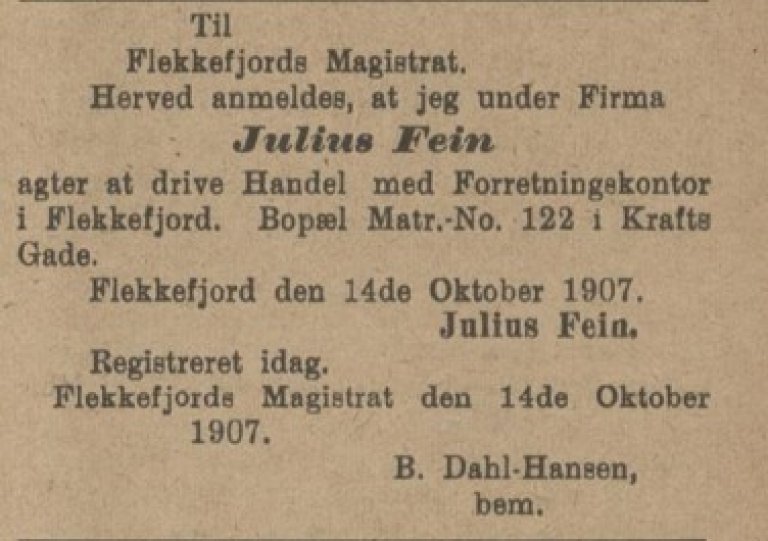 Til
Flekkefjords Magistrat.
Herved anmeldes, at jeg under Firma
Julius Fein
agter at drive Handel med Forretningskontor
i Flekkefjord. Bopæl Matr.-No. 122 i Krafts
Gade.
Flekkefjord den 14de Oktober 1907.
Julius Fein.
Registreret idag.
Flekkefjords Magistrat den 14de Oktober
1907.
B. Dahl-Hansen,
bem.